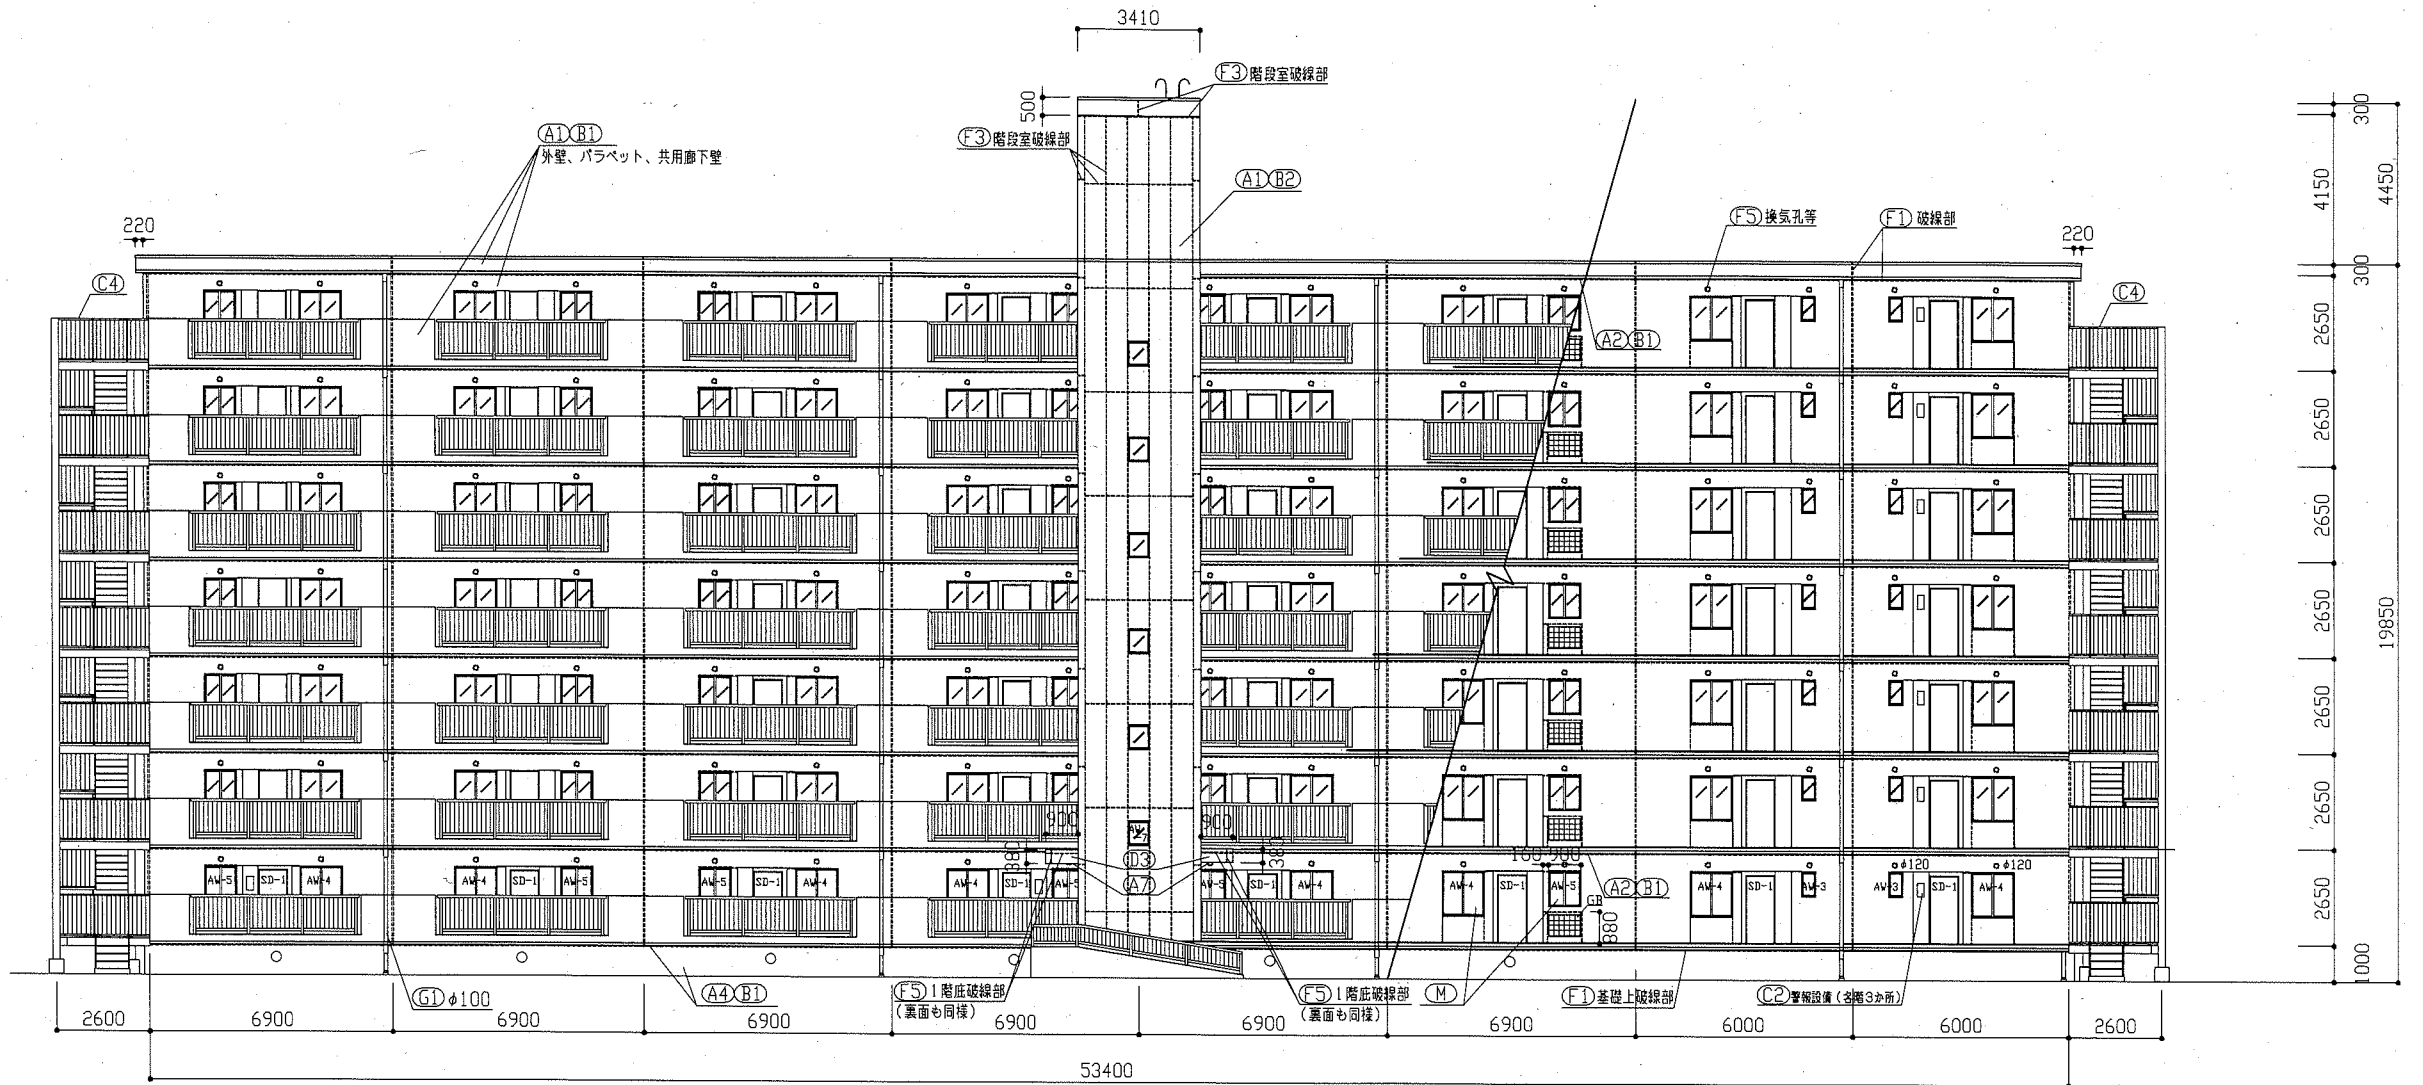 3410
F3 階段室破線部
500
A1 B1
外壁、パラペット、共用廊下壁
F3 階段室破線部
A1 B2
F5 換気孔等
F1 破線部
220
220
C4
C4
A2 B1
300
4150
4450
300
2650
2650
2650
2650
2650
2650
2650
19850
1000
900
900
380
380
D3
A7
160 900
AW-7
AW-5 SD-1 AW-4
AW-4 SD-1 AW-5
AW-5 SD-1 AW-4
AW-4 SD-1 AW-5
AW-5 SD-1 AW-4
AW-4 SD-1 AW-5
AW-4 SD-1 AW-3
AW-3 SD-1 AW-4
φ120
φ120
A2 B1
GB
880
G1 φ100
A4 B1
F5 1階庇破線部
(裏面も同様)
F5 1階庇破線部
(裏面も同様)
M
F1 基礎上破線部
C2 警報設備(各階3か所)
2600
6900
6900
6900
6900
6900
6900
6000
6000
2600
53400